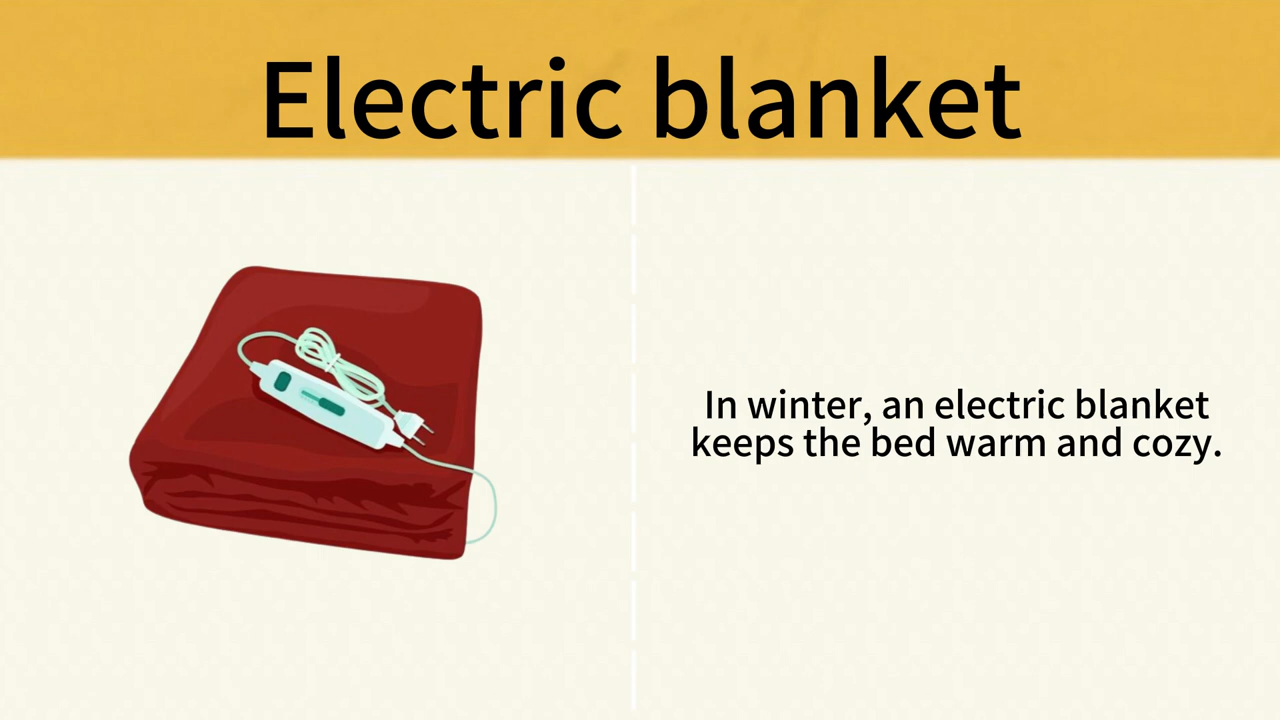 Electric blanket
In winter, an electric blanket
keeps the bed warm and cozy.